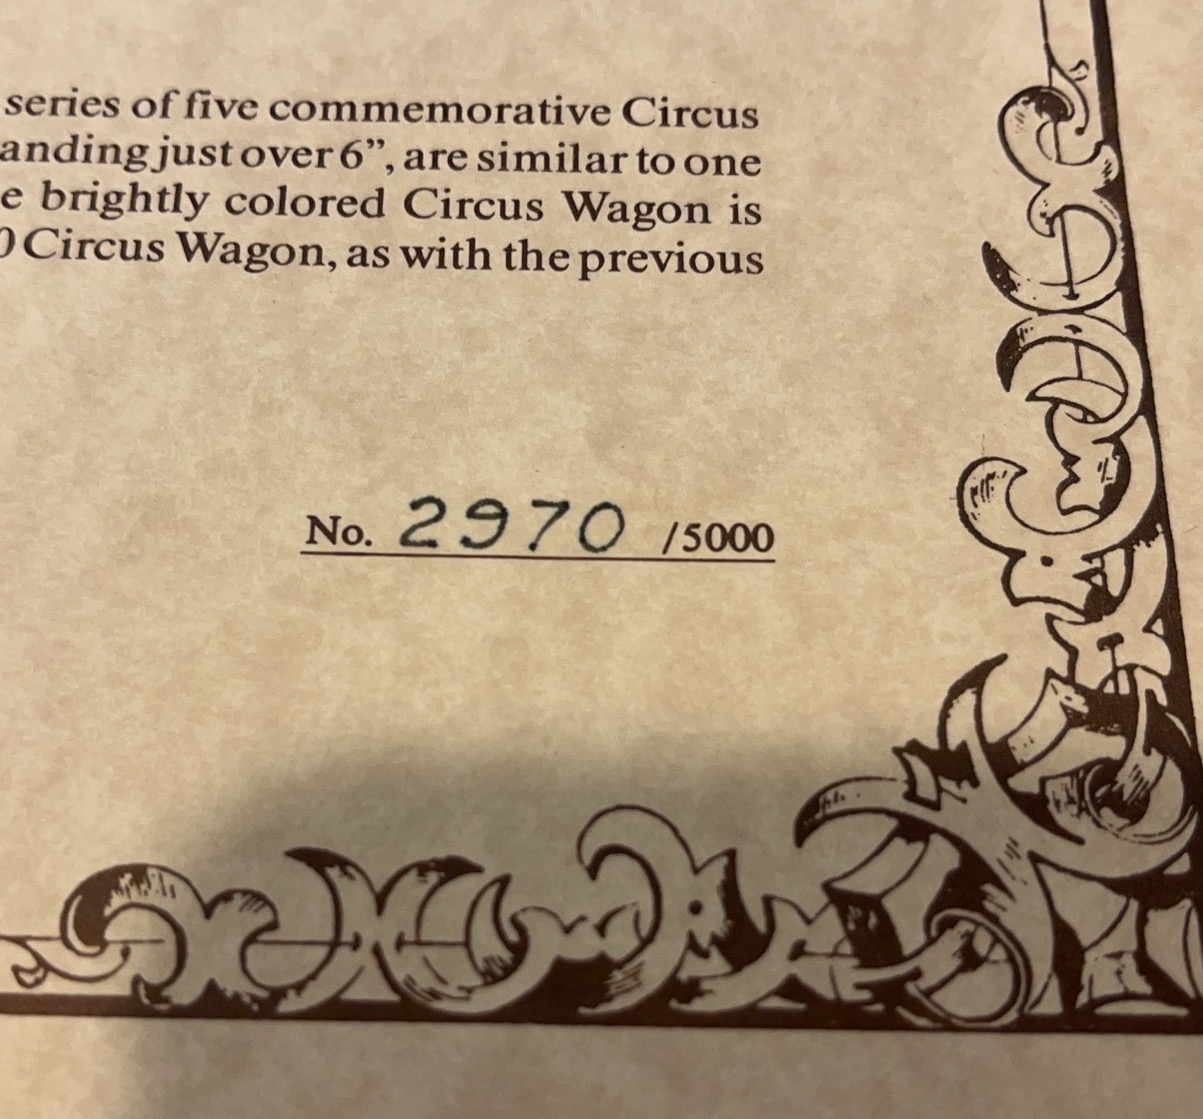 series of five commemorative Circus
anding just over 6”, are similar to one
e brightly colored Circus Wagon is
0 Circus Wagon, as with the previous
No. 2970 /5000